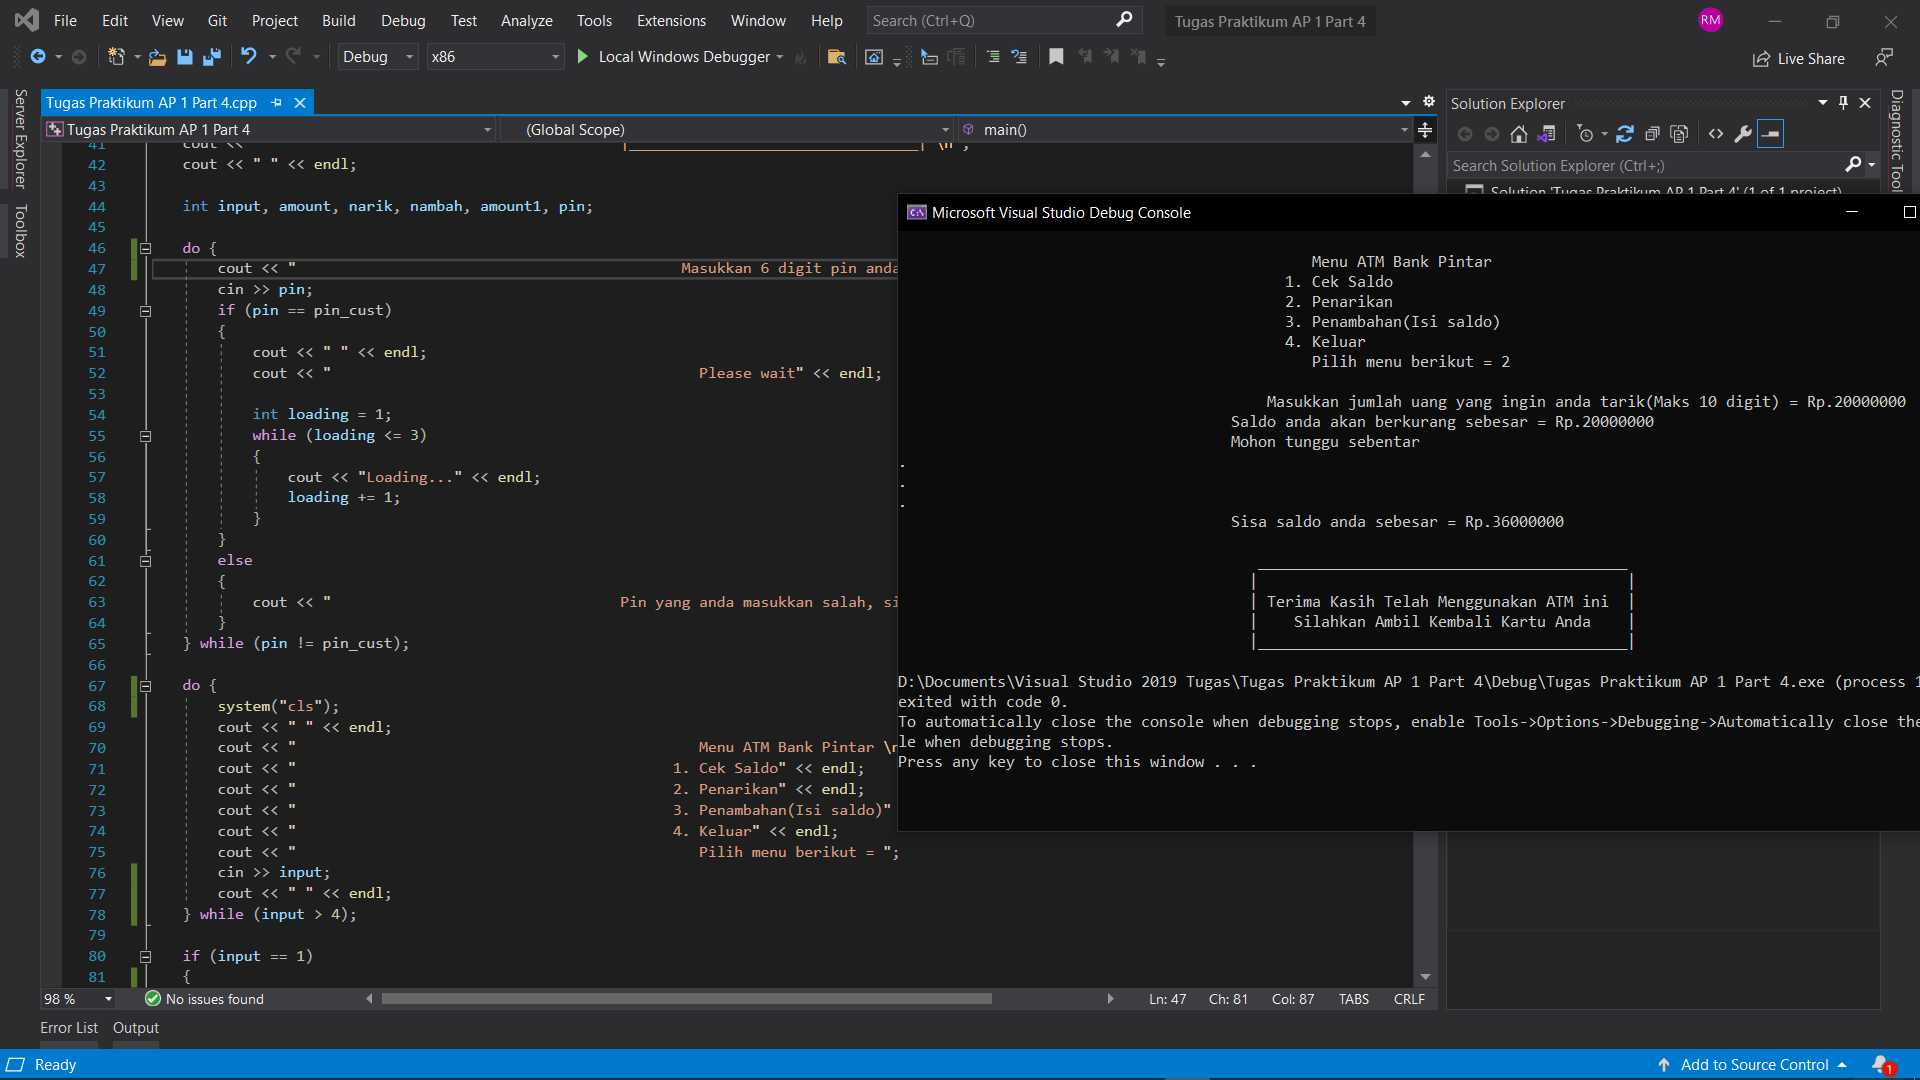 File Edit View Git Project Build Debug Test Analyze Tools Extensions Window Help Search (Ctrl+Q) Tugas Praktikum AP 1 Part 4 RM
Debug x86 Local Windows Debugger Live Share
Server Explorer
Toolbox
Tugas Praktikum AP 1 Part 4.cpp
Tugas Praktikum AP 1 Part 4 (Global Scope) main()
41 cout << |_________________________________| \n";
42 cout << " " << endl;
43
44 int input, amount, narik, nambah, amount1, pin;
45
46 do {
47 cout << " Masukkan 6 digit pin anda
48 cin >> pin;
49 if (pin == pin_cust)
50 {
51 cout << " " << endl;
52 cout << " Please wait" << endl;
53
54 int loading = 1;
55 while (loading <= 3)
56 {
57 cout << "Loading..." << endl;
58 loading += 1;
59 }
60 }
61 else
62 {
63 cout << " Pin yang anda masukkan salah, si
64 }
65 } while (pin != pin_cust);
66
67 do {
68 system("cls");
69 cout << " " << endl;
70 cout << " Menu ATM Bank Pintar \n
71 cout << " 1. Cek Saldo" << endl;
72 cout << " 2. Penarikan" << endl;
73 cout << " 3. Penambahan(Isi saldo)"
74 cout << " 4. Keluar" << endl;
75 cout << " Pilih menu berikut = ";
76 cin >> input;
77 cout << " " << endl;
78 } while (input > 4);
79
80 if (input == 1)
81 {
98 % No issues found Ln: 47 Ch: 81 Col: 87 TABS CRLF
Error List Output
Ready Add to Source Control 1
Solution Explorer
Search Solution Explorer (Ctrl+;)
Solution 'Tugas Praktikum AP 1 Part 4' (1 of 1 project)
Diagnostic Tool
C:\ Microsoft Visual Studio Debug Console
Menu ATM Bank Pintar
1. Cek Saldo
2. Penarikan
3. Penambahan(Isi saldo)
4. Keluar
Pilih menu berikut = 2
Masukkan jumlah uang yang ingin anda tarik(Maks 10 digit) = Rp.20000000
Saldo anda akan berkurang sebesar = Rp.20000000
Mohon tunggu sebentar
.
.
.
Sisa saldo anda sebesar = Rp.36000000
_________________________________________
| |
| Terima Kasih Telah Menggunakan ATM ini |
| Silahkan Ambil Kembali Kartu Anda |
|_________________________________________|
D:\Documents\Visual Studio 2019 Tugas\Tugas Praktikum AP 1 Part 4\Debug\Tugas Praktikum AP 1 Part 4.exe (process 1
exited with code 0.
To automatically close the console when debugging stops, enable Tools->Options->Debugging->Automatically close the
le when debugging stops.
Press any key to close this window . . .